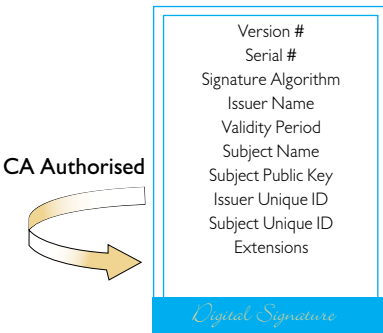 Version #
Serial #
Signature Algorithm
Issuer Name
Validity Period
Subject Name
CA Authorised
Subject Public Key
Issuer Unique ID
Subject Unique ID
Extensions
Digital Signature